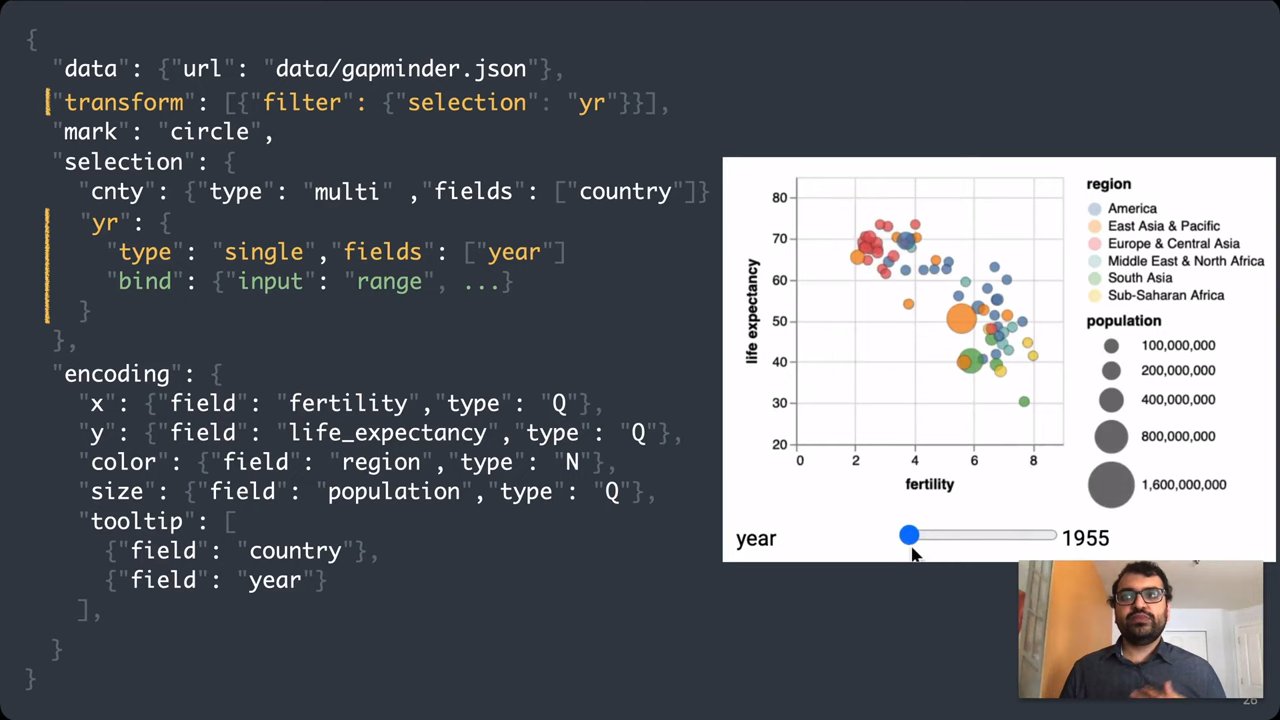 {
"data": {"url": "data/gapminder.json"},
"transform": [{"filter": {"selection": "yr"}}],
"mark": "circle",
"selection": {
"cnty": {"type": "multi" ,"fields": ["country"]}
"yr": {
"type": "single","fields": ["year"]
"bind": {"input": "range", ...}
}
},
"encoding": {
"x": {"field": "fertility","type": "Q"},
"y": {"field": "life_expectancy","type": "Q"},
"color": {"field": "region","type": "N"},
"size": {"field": "population","type": "Q"},
"tooltip": [
{"field": "country"},
{"field": "year"}
],
}
}
life expectancy
80
70
60
50
40
30
20
0 2 4 6 8
fertility
region
America
East Asia & Pacific
Europe & Central Asia
Middle East & North Africa
South Asia
Sub-Saharan Africa
population
100,000,000
200,000,000
400,000,000
800,000,000
1,600,000,000
year 1955
26